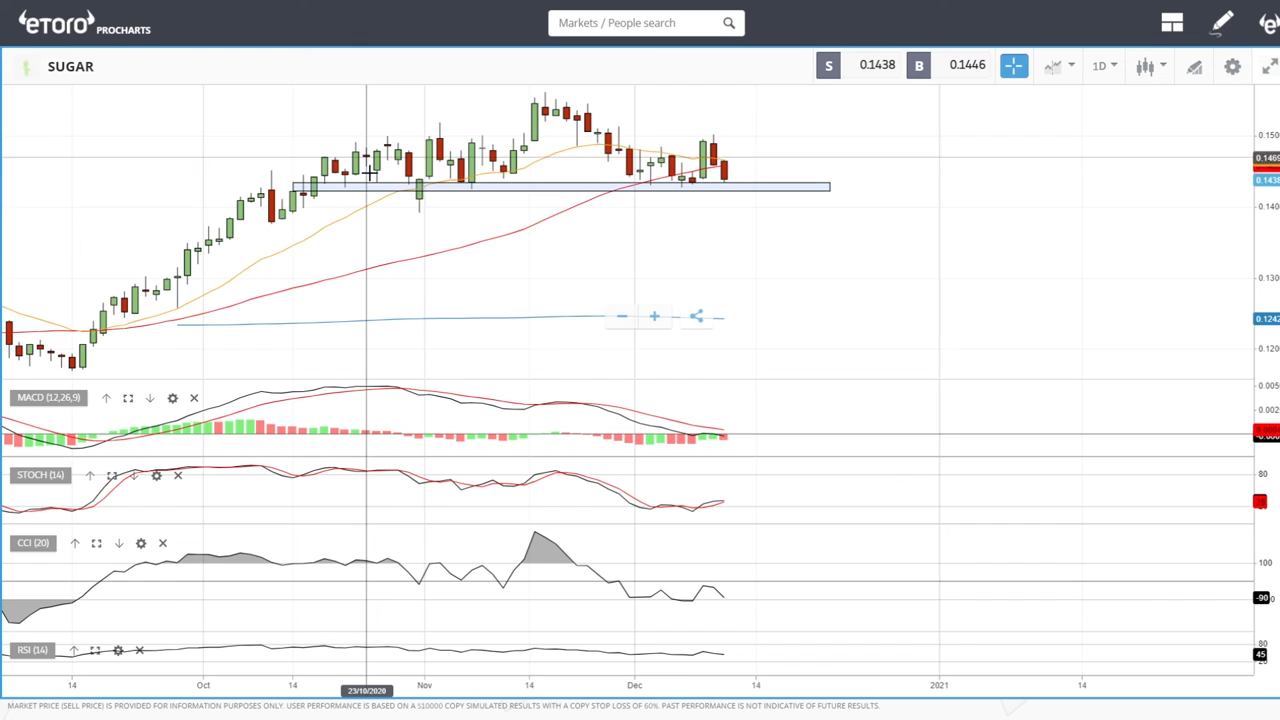 eToro PROCHARTS
Markets / People search
SUGAR
S 0.1438 B 0.1446
1D
0.150
0.1469
0.1438
0.1400
0.1300
0.1242
0.1200
MACD (12,26,9)
0.005
0.002
STOCH (14)
80
CCI (20)
100
-90
RSI (14)
80
45
20
14 Oct 14 23/10/2020 Nov 14 Dec 14 2021 14
MARKET PRICE (SELL PRICE) IS PROVIDED FOR INFORMATION PURPOSES ONLY. USER PERFORMANCE IS BASED ON A $10000 COPY SIMULATED RESULTS WITH A COPY STOP LOSS OF 60%. PAST PERFORMANCE IS NOT INDICATIVE OF FUTURE RESULTS.